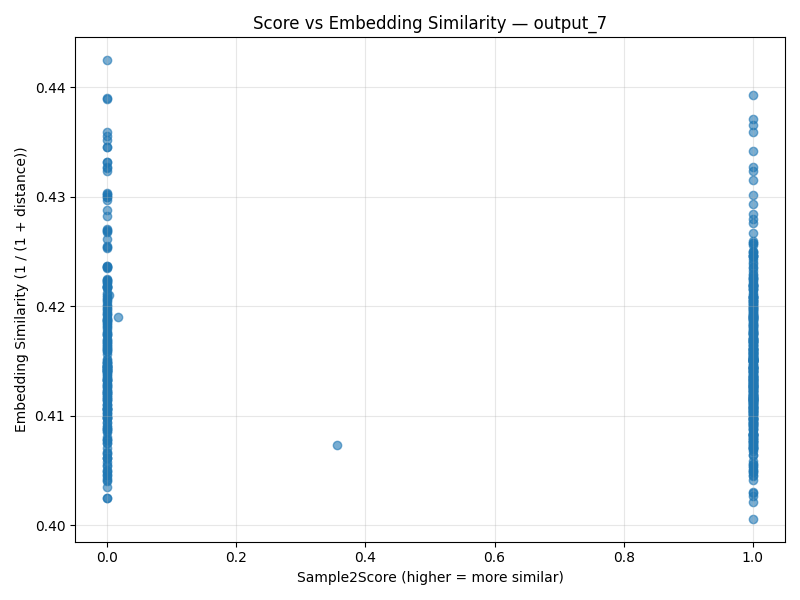 Score vs Embedding Similarity — output_7
Embedding Similarity (1 / (1 + distance))
0.44
0.43
0.42
0.41
0.40
0.0 0.2 0.4 0.6 0.8 1.0
Sample2Score (higher = more similar)